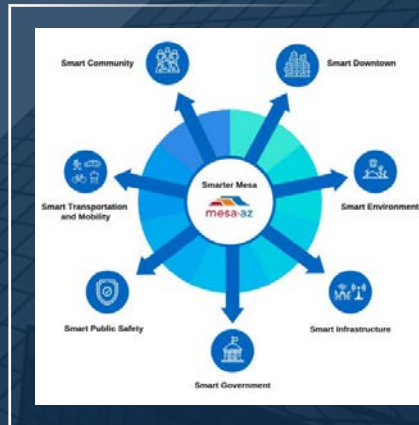 Smart Community
Smart Downtown
Smarter Mesa
mesa·az
Smart Transportation
and Mobility
Smart Environment
Smart Public Safety
Smart Infrastructure
Smart Government